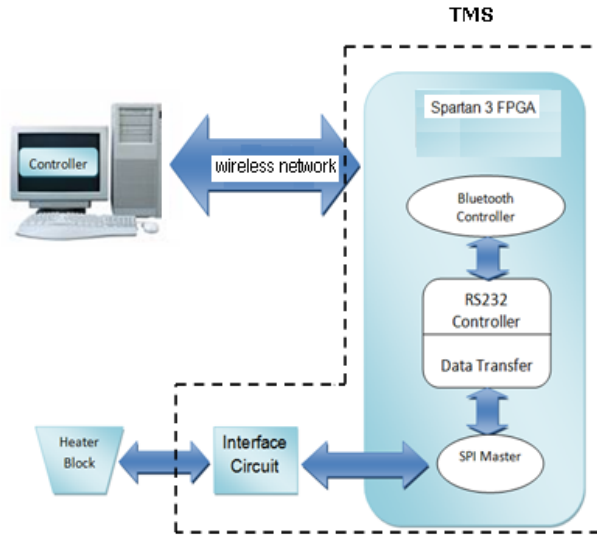 TMS
Spartan 3 FPGA
Controller
wireless network
Bluetooth
Controller
RS232
Controller
Data Transfer
Heater
Block
Interface
Circuit
SPI Master